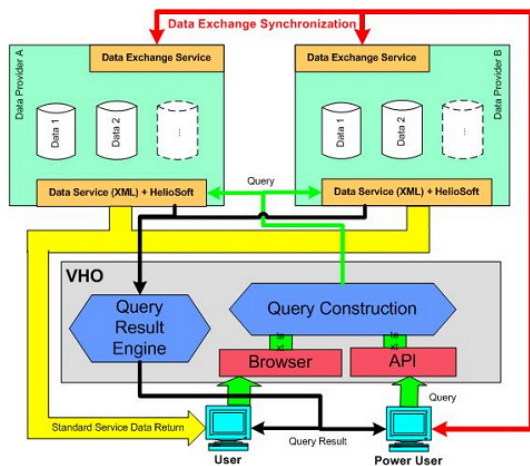 Data Exchange Synchronization
Data Provider A
Data Exchange Service
Data 1
Data 2
...
Data Service (XML) + HelioSoft
Data Exchange Service
Data Provider B
Data 1
Data 2
...
Data Service (XML) + HelioSoft
Query
VHO
Query
Result
Engine
Query Construction
Browser
API
Query
Standard Service Data Return
User
Query Result
Power User